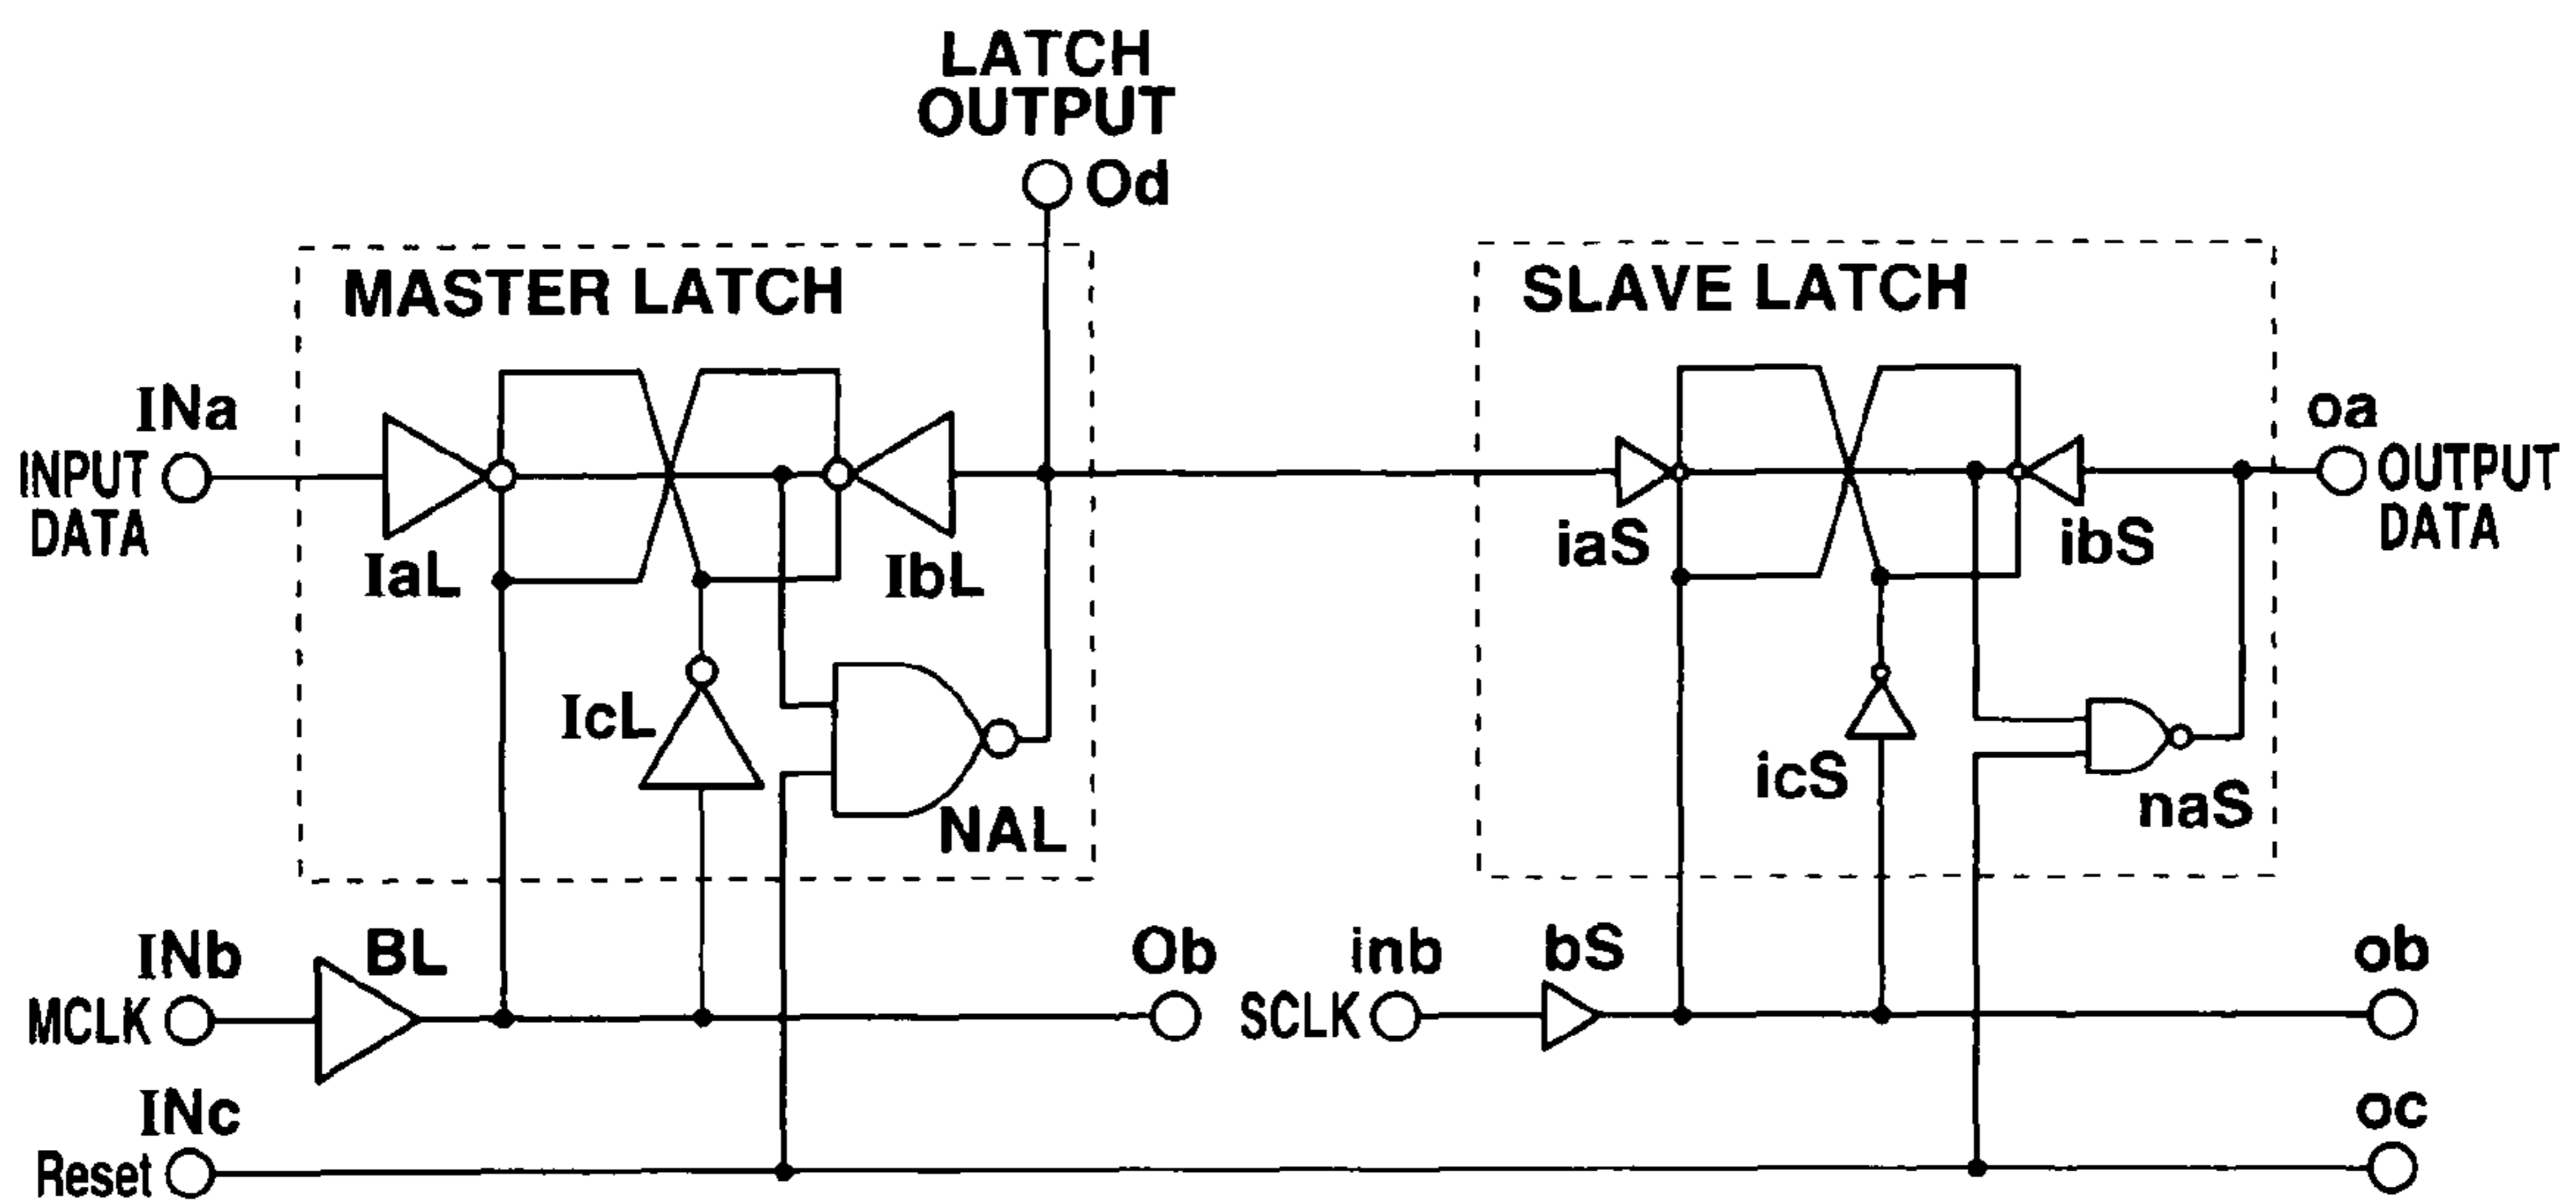 LATCH
OUTPUT
Od
MASTER LATCH
SLAVE LATCH
INa
INPUT
DATA
IaL
IbL
IcL
NAL
iaS
ibS
icS
naS
oa
OUTPUT
DATA
INb
MCLK
BL
Ob
inb
SCLK
bS
ob
INc
Reset
oc